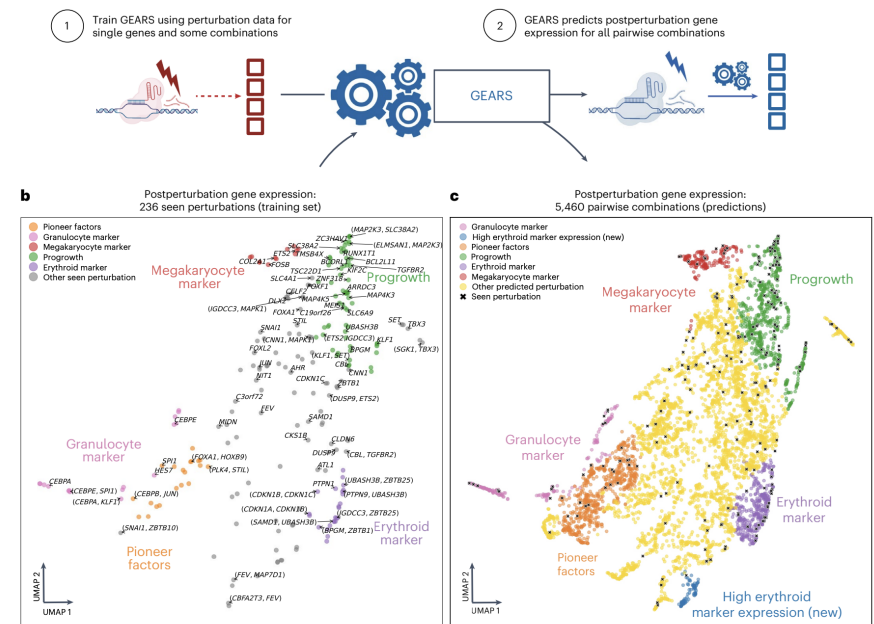 1
Train GEARS using perturbation data for
single genes and some combinations
2
GEARS predicts postperturbation gene
expression for all pairwise combinations
GEARS
b
Postperturbation gene expression:
236 seen perturbations (training set)
Pioneer factors
Granulocyte marker
Megakaryocyte marker
Progrowth
Erythroid marker
Other seen perturbation
(MAP2K3, SLC38A2)
ZC3HAV1
(ELMSAN1, MAP2K3)
SLC38A2
ETS2
TMSB4X
RUNX1T1
COL2A1
FOSB
BCL2L11
KIF2C
TGFBR2
TSC22D1
SLC4A1
ZNF318
Megakaryocyte
marker
Progrowth
FOXF1
ARRDC3
CELF2
DLX2
MAP4K5
MAP4K3
MEIS1
(IGDCC3, MAPK1)
FOXA1
C19orf26
SLC6A9
STIL
SET
TBX3
SNAI1
UBASH3B
(CNN1, MAPK1)
(ETS2, IGDCC3)
KLF1
FOXL2
BPGM
(SGK1, TBX3)
(KLF1, SET)
JUN
AHR
CBL
CNN1
NIT1
CDKN1C
ZBTB1
C3orf72
(DUSP9, ETS2)
FEV
CEBPE
MIDN
SAMD1
CKS1B
CLDN6
Granulocyte
marker
DUSP9
(CBL, TGFBR2)
SPI1
(FOXA1, HOXB9)
HES7
(PLK4, STIL)
ATL1
CEBPA
PTPN1
(UBASH3B, ZBTB25)
(CEBPE, SPI1)
(CEBPB, JUN)
(CDKN1B, CDKN1C)
(PTPN9, UBASH3B)
(CEBPA, KLF1)
(CDKN1A, CDKN1B)
(IGDCC3, ZBTB25)
(SAMD1, UBASH3B)
(SNAI1, ZBTB10)
(BPGM, ZBTB1)
Erythroid
marker
Pioneer
factors
(FEV, MAP7D1)
(CBFA2T3, FEV)
UMAP 2
UMAP 1
c
Postperturbation gene expression:
5,460 pairwise combinations (predictions)
Granulocyte marker
High erythroid marker expression (new)
Pioneer factors
Progrowth
Erythroid marker
Megakaryocyte marker
Other predicted perturbation
Seen perturbation
Megakaryocyte
marker
Progrowth
Granulocyte
marker
Erythroid
marker
Pioneer
factors
High erythroid
marker expression (new)
UMAP 2
UMAP 1